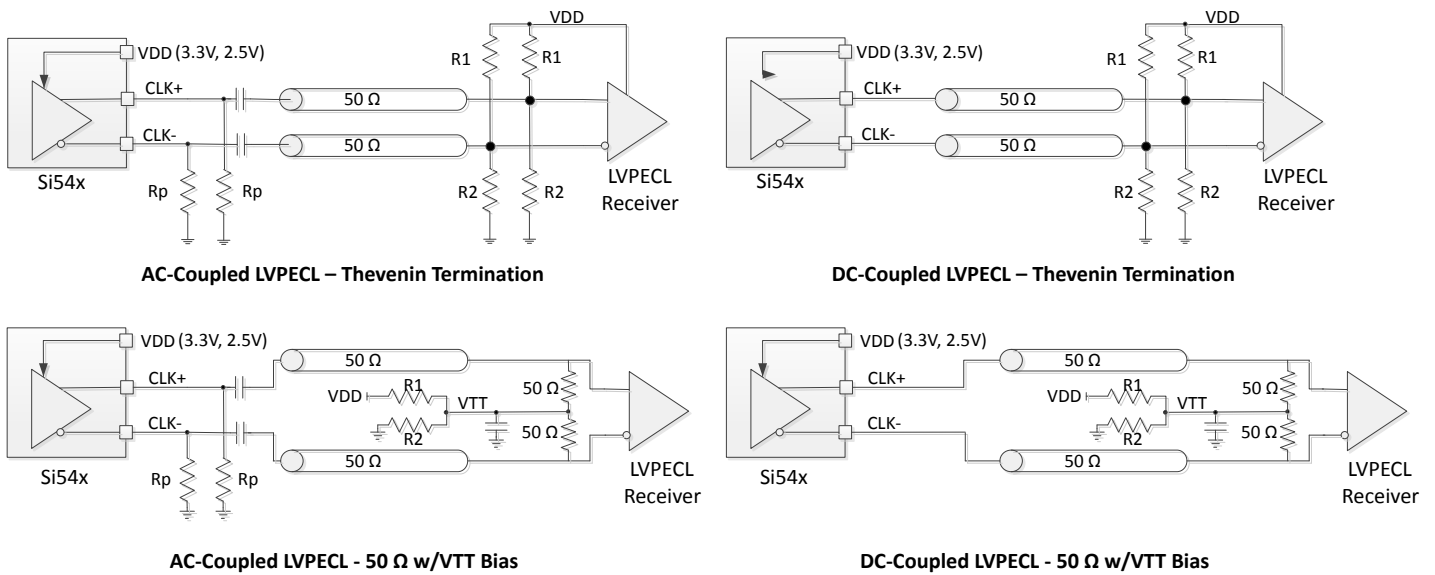 VDD
VDD (3.3V, 2.5V)
R1
R1
CLK+
50 Ω
CLK-
50 Ω
Si54x
Rp
Rp
R2
R2
LVPECL
Receiver
AC-Coupled LVPECL – Thevenin Termination
VDD
VDD (3.3V, 2.5V)
R1
R1
CLK+
50 Ω
CLK-
50 Ω
Si54x
R2
R2
LVPECL
Receiver
DC-Coupled LVPECL – Thevenin Termination
VDD (3.3V, 2.5V)
50 Ω
CLK+
R1
VDD
VTT
50 Ω
CLK-
R2
50 Ω
50 Ω
Si54x
Rp
Rp
LVPECL
Receiver
AC-Coupled LVPECL - 50 Ω w/VTT Bias
VDD (3.3V, 2.5V)
50 Ω
CLK+
R1
VDD
VTT
50 Ω
CLK-
R2
50 Ω
50 Ω
Si54x
LVPECL
Receiver
DC-Coupled LVPECL - 50 Ω w/VTT Bias